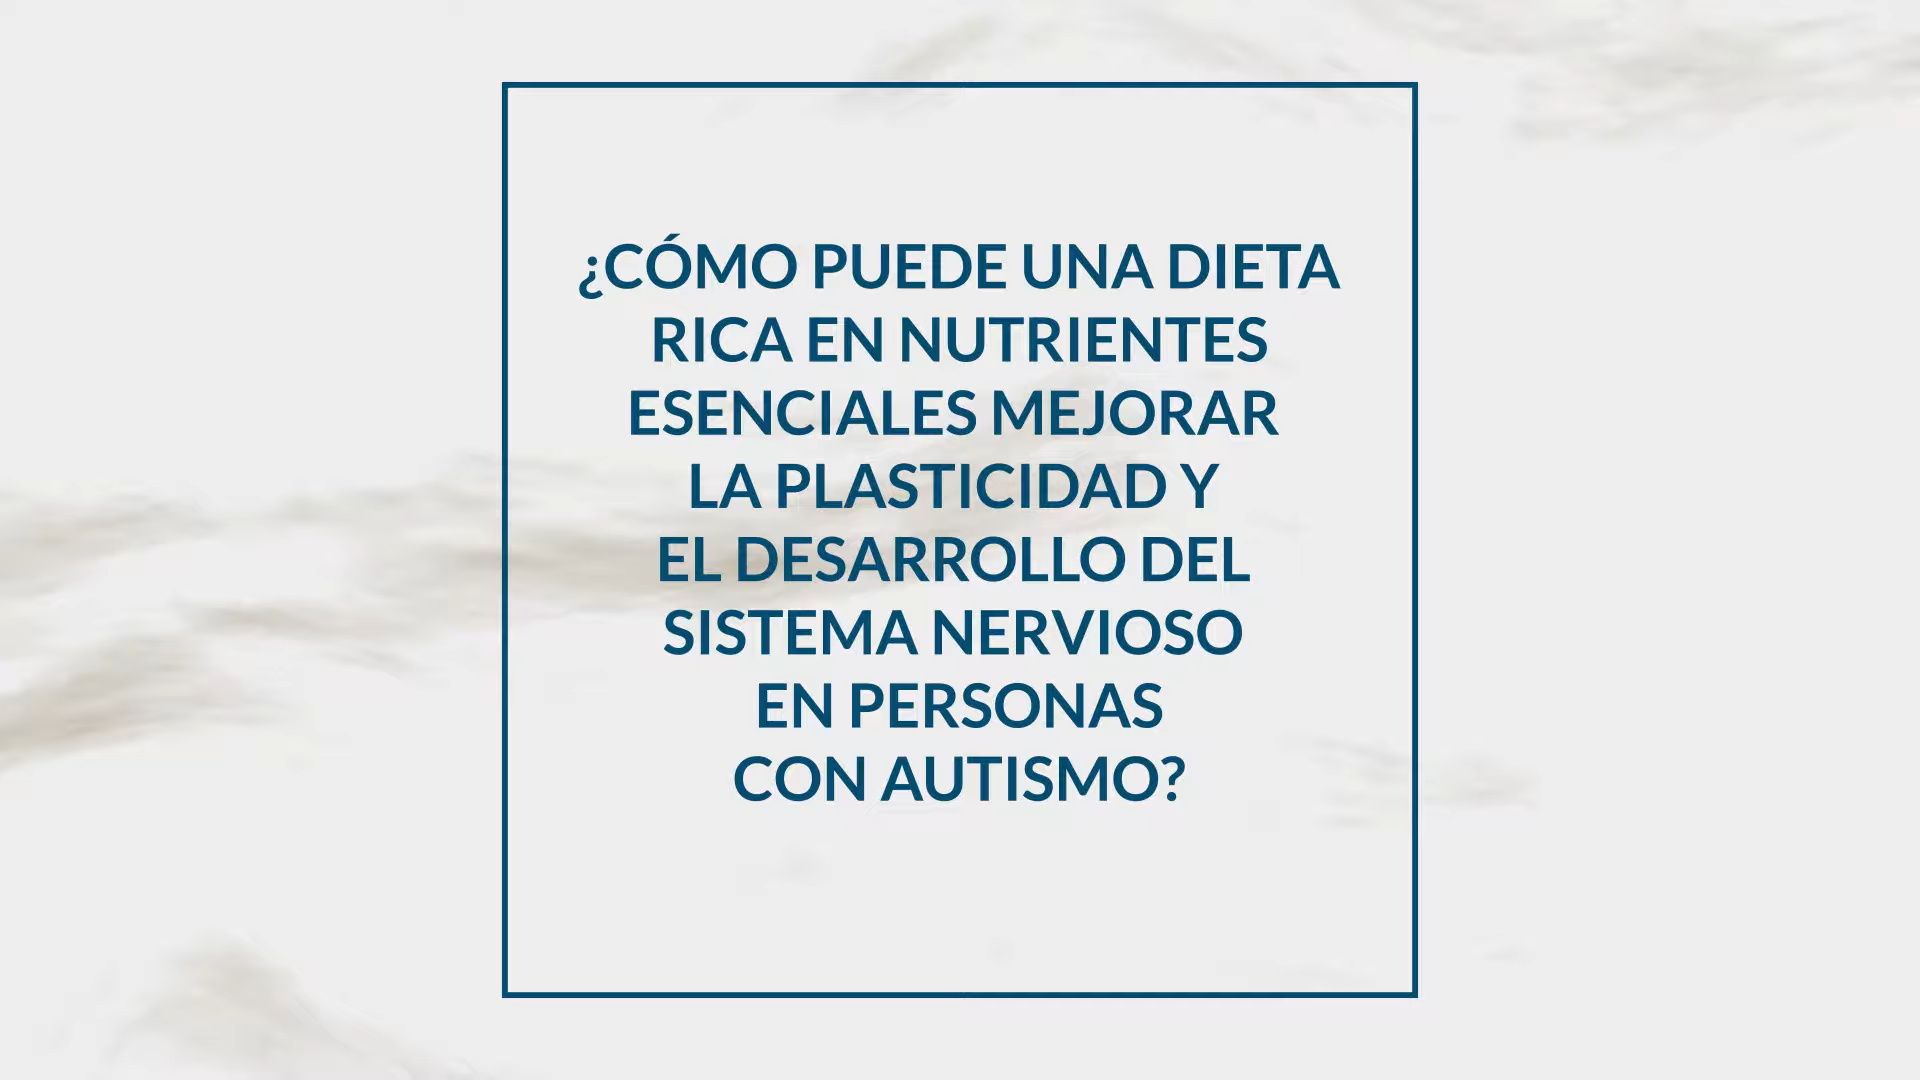 ¿CÓMO PUEDE UNA DIETA
RICA EN NUTRIENTES
ESENCIALES MEJORAR
LA PLASTICIDAD Y
EL DESARROLLO DEL
SISTEMA NERVIOSO
EN PERSONAS
CON AUTISMO?